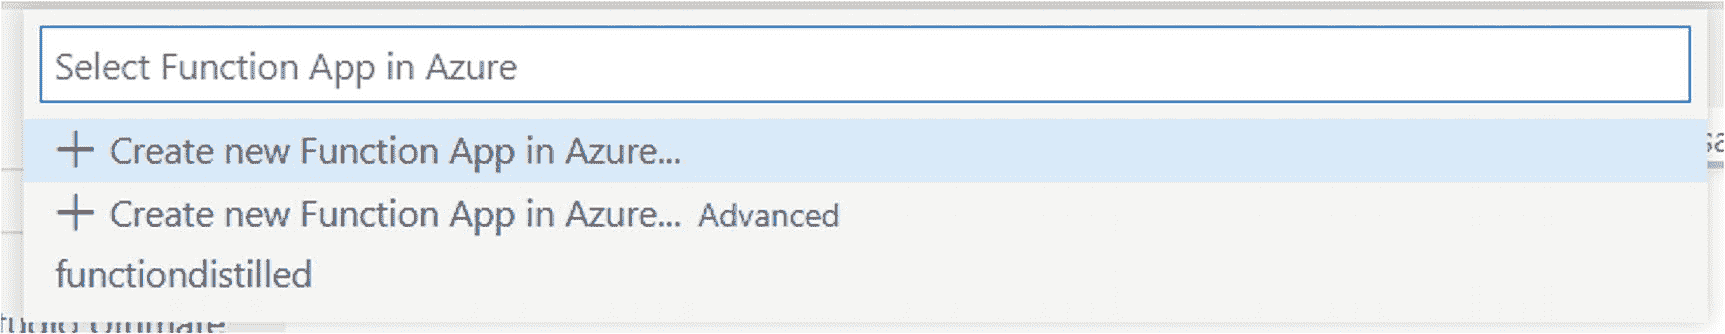 Select Function App in Azure
+ Create new Function App in Azure...
+ Create new Function App in Azure... Advanced
functiondistilled